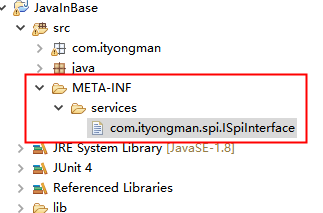 JavaInBase
src
com.ityongman
java
META-INF
services
com.ityongman.spi.ISpiInterface
JRE System Library [JavaSE-1.8]
JUnit 4
Referenced Libraries
lib